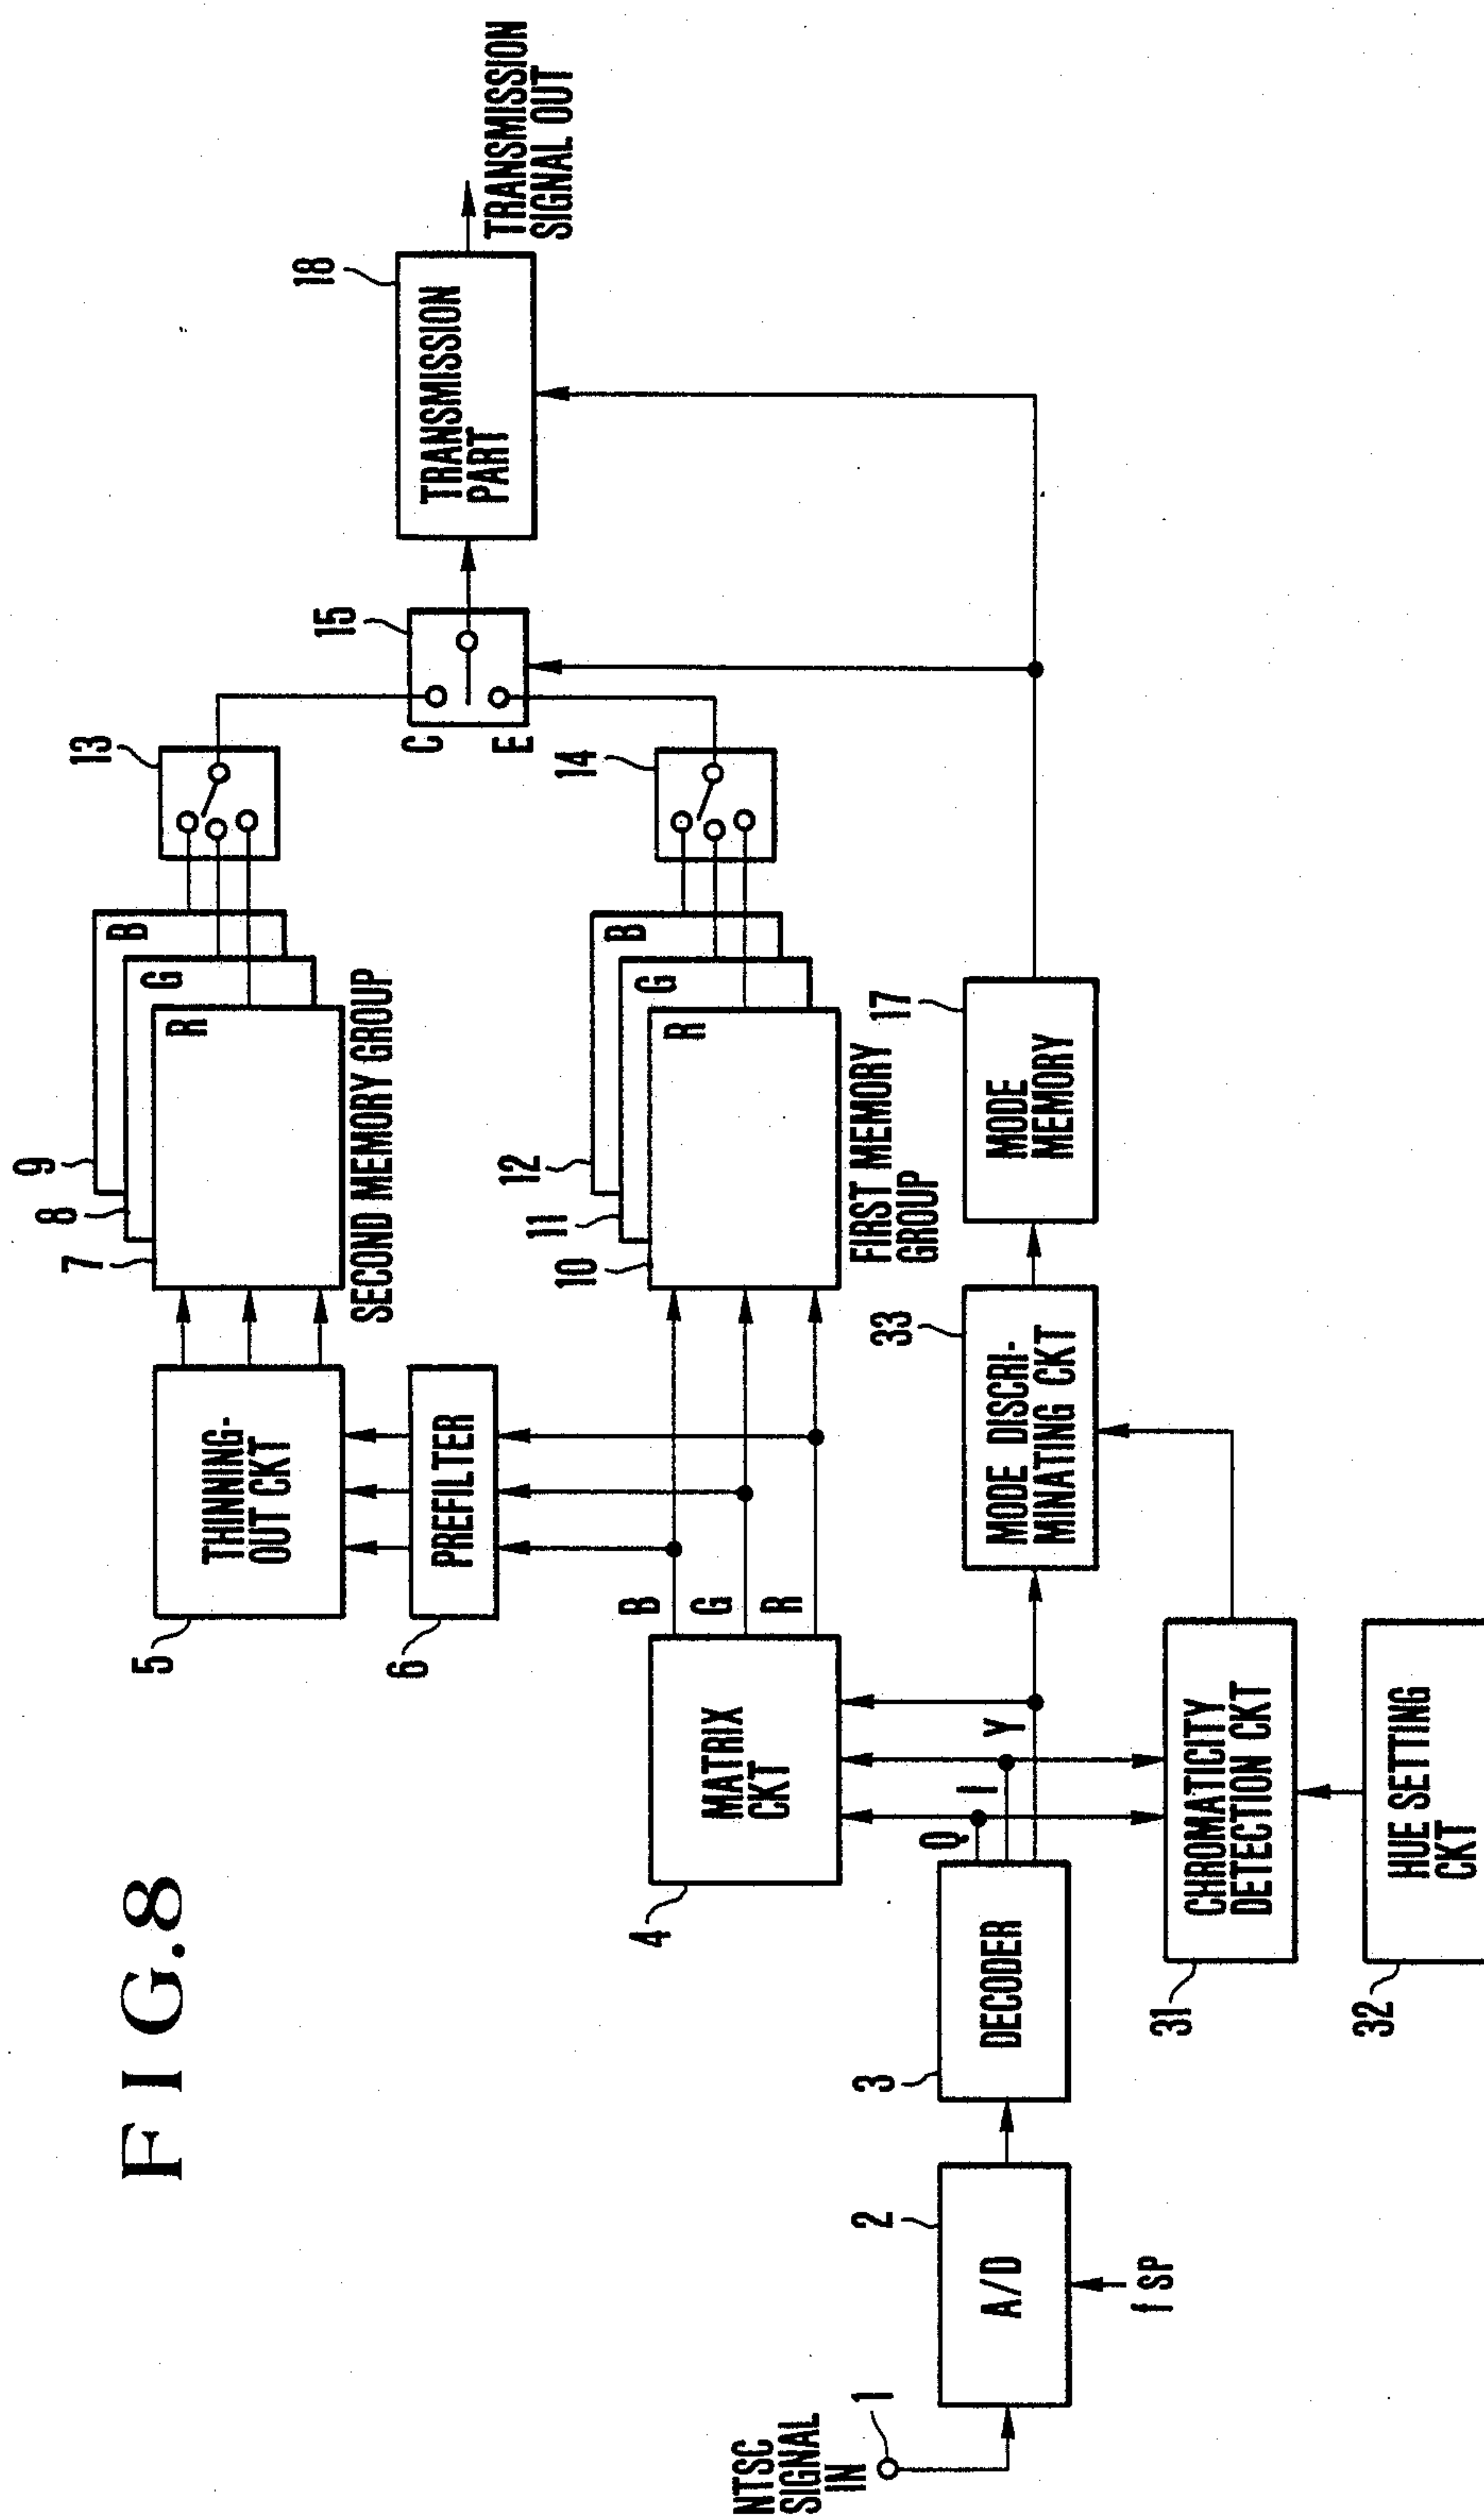 FIG.8
NTSC
SIGNAL
IN
1
2
A/D
f SP
3
DECODER
Q
I
Y
4
MATRIX
CKT
B
G
R
31
CHROMATICITY
DETECTION CKT
32
HUE SETTING
CKT
5
THINNING-
OUT CKT
6
PREFILTER
33
MODE DISCRI-
MINATING CKT
7
8
9
R
G
B
SECOND MEMORY GROUP
10
11
12
R
G
B
FIRST MEMORY
GROUP
17
MODE
MEMORY
13
14
15
C
E
18
TRANSMISSION
PART
TRANSMISSION
SIGNAL OUT